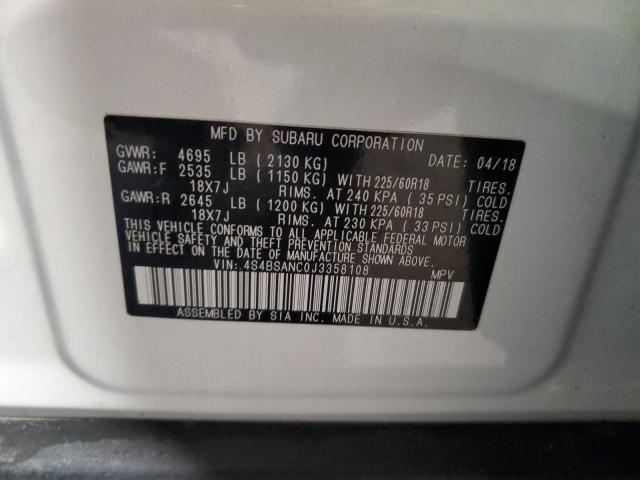 MFD BY SUBARU CORPORATION
GVWR: 4695 LB ( 2130 KG) DATE: 04/18
GAWR:F 2535 LB ( 1150 KG) WITH 225/60R18 TIRES.
18X7J RIMS. AT 240 KPA ( 35 PSI) COLD
GAWR:R 2645 LB ( 1200 KG) WITH 225/60R18 TIRES.
18X7J RIMS. AT 230 KPA ( 33 PSI) COLD
THIS VEHICLE CONFORMS TO ALL APPLICABLE FEDERAL MOTOR
VEHICLE SAFETY AND THEFT PREVENTION STANDARDS
IN EFFECT ON THE DATE OF MANUFACTURE SHOWN ABOVE.
VIN:.4S4BSANC0J3358108 MPV
ASSEMBLED BY SIA INC. MADE IN U.S.A.